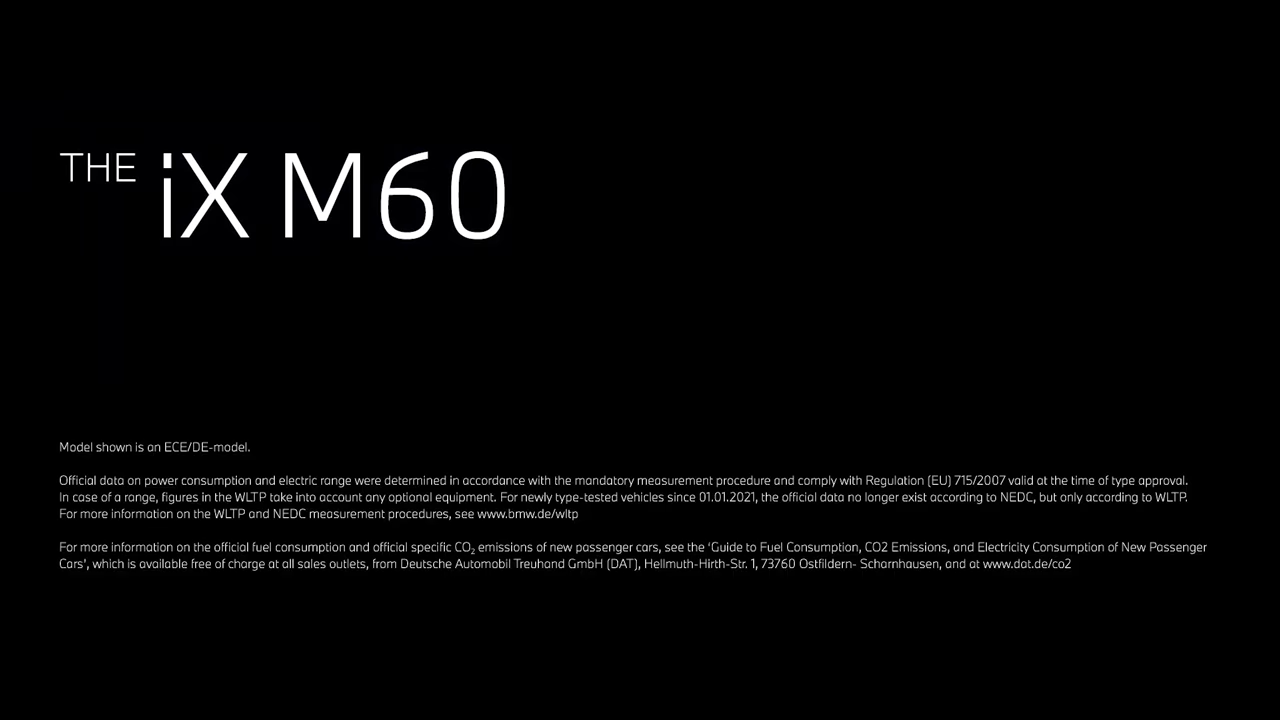 THE iX M60
Model shown is an ECE/DE-model.
Official data on power consumption and electric range were determined in accordance with the mandatory measurement procedure and comply with Regulation (EU) 715/2007 valid at the time of type approval.
In case of a range, figures in the WLTP take into account any optional equipment. For newly type-tested vehicles since 01.01.2021, the official data no longer exist according to NEDC, but only according to WLTP.
For more information on the WLTP and NEDC measurement procedures, see www.bmw.de/wltp
For more information on the official fuel consumption and official specific CO₂ emissions of new passenger cars, see the 'Guide to Fuel Consumption, CO2 Emissions, and Electricity Consumption of New Passenger
Cars', which is available free of charge at all sales outlets, from Deutsche Automobil Treuhand GmbH (DAT), Hellmuth-Hirth-Str. 1, 73760 Ostfildern- Scharnhausen, and at www.dat.de/co2